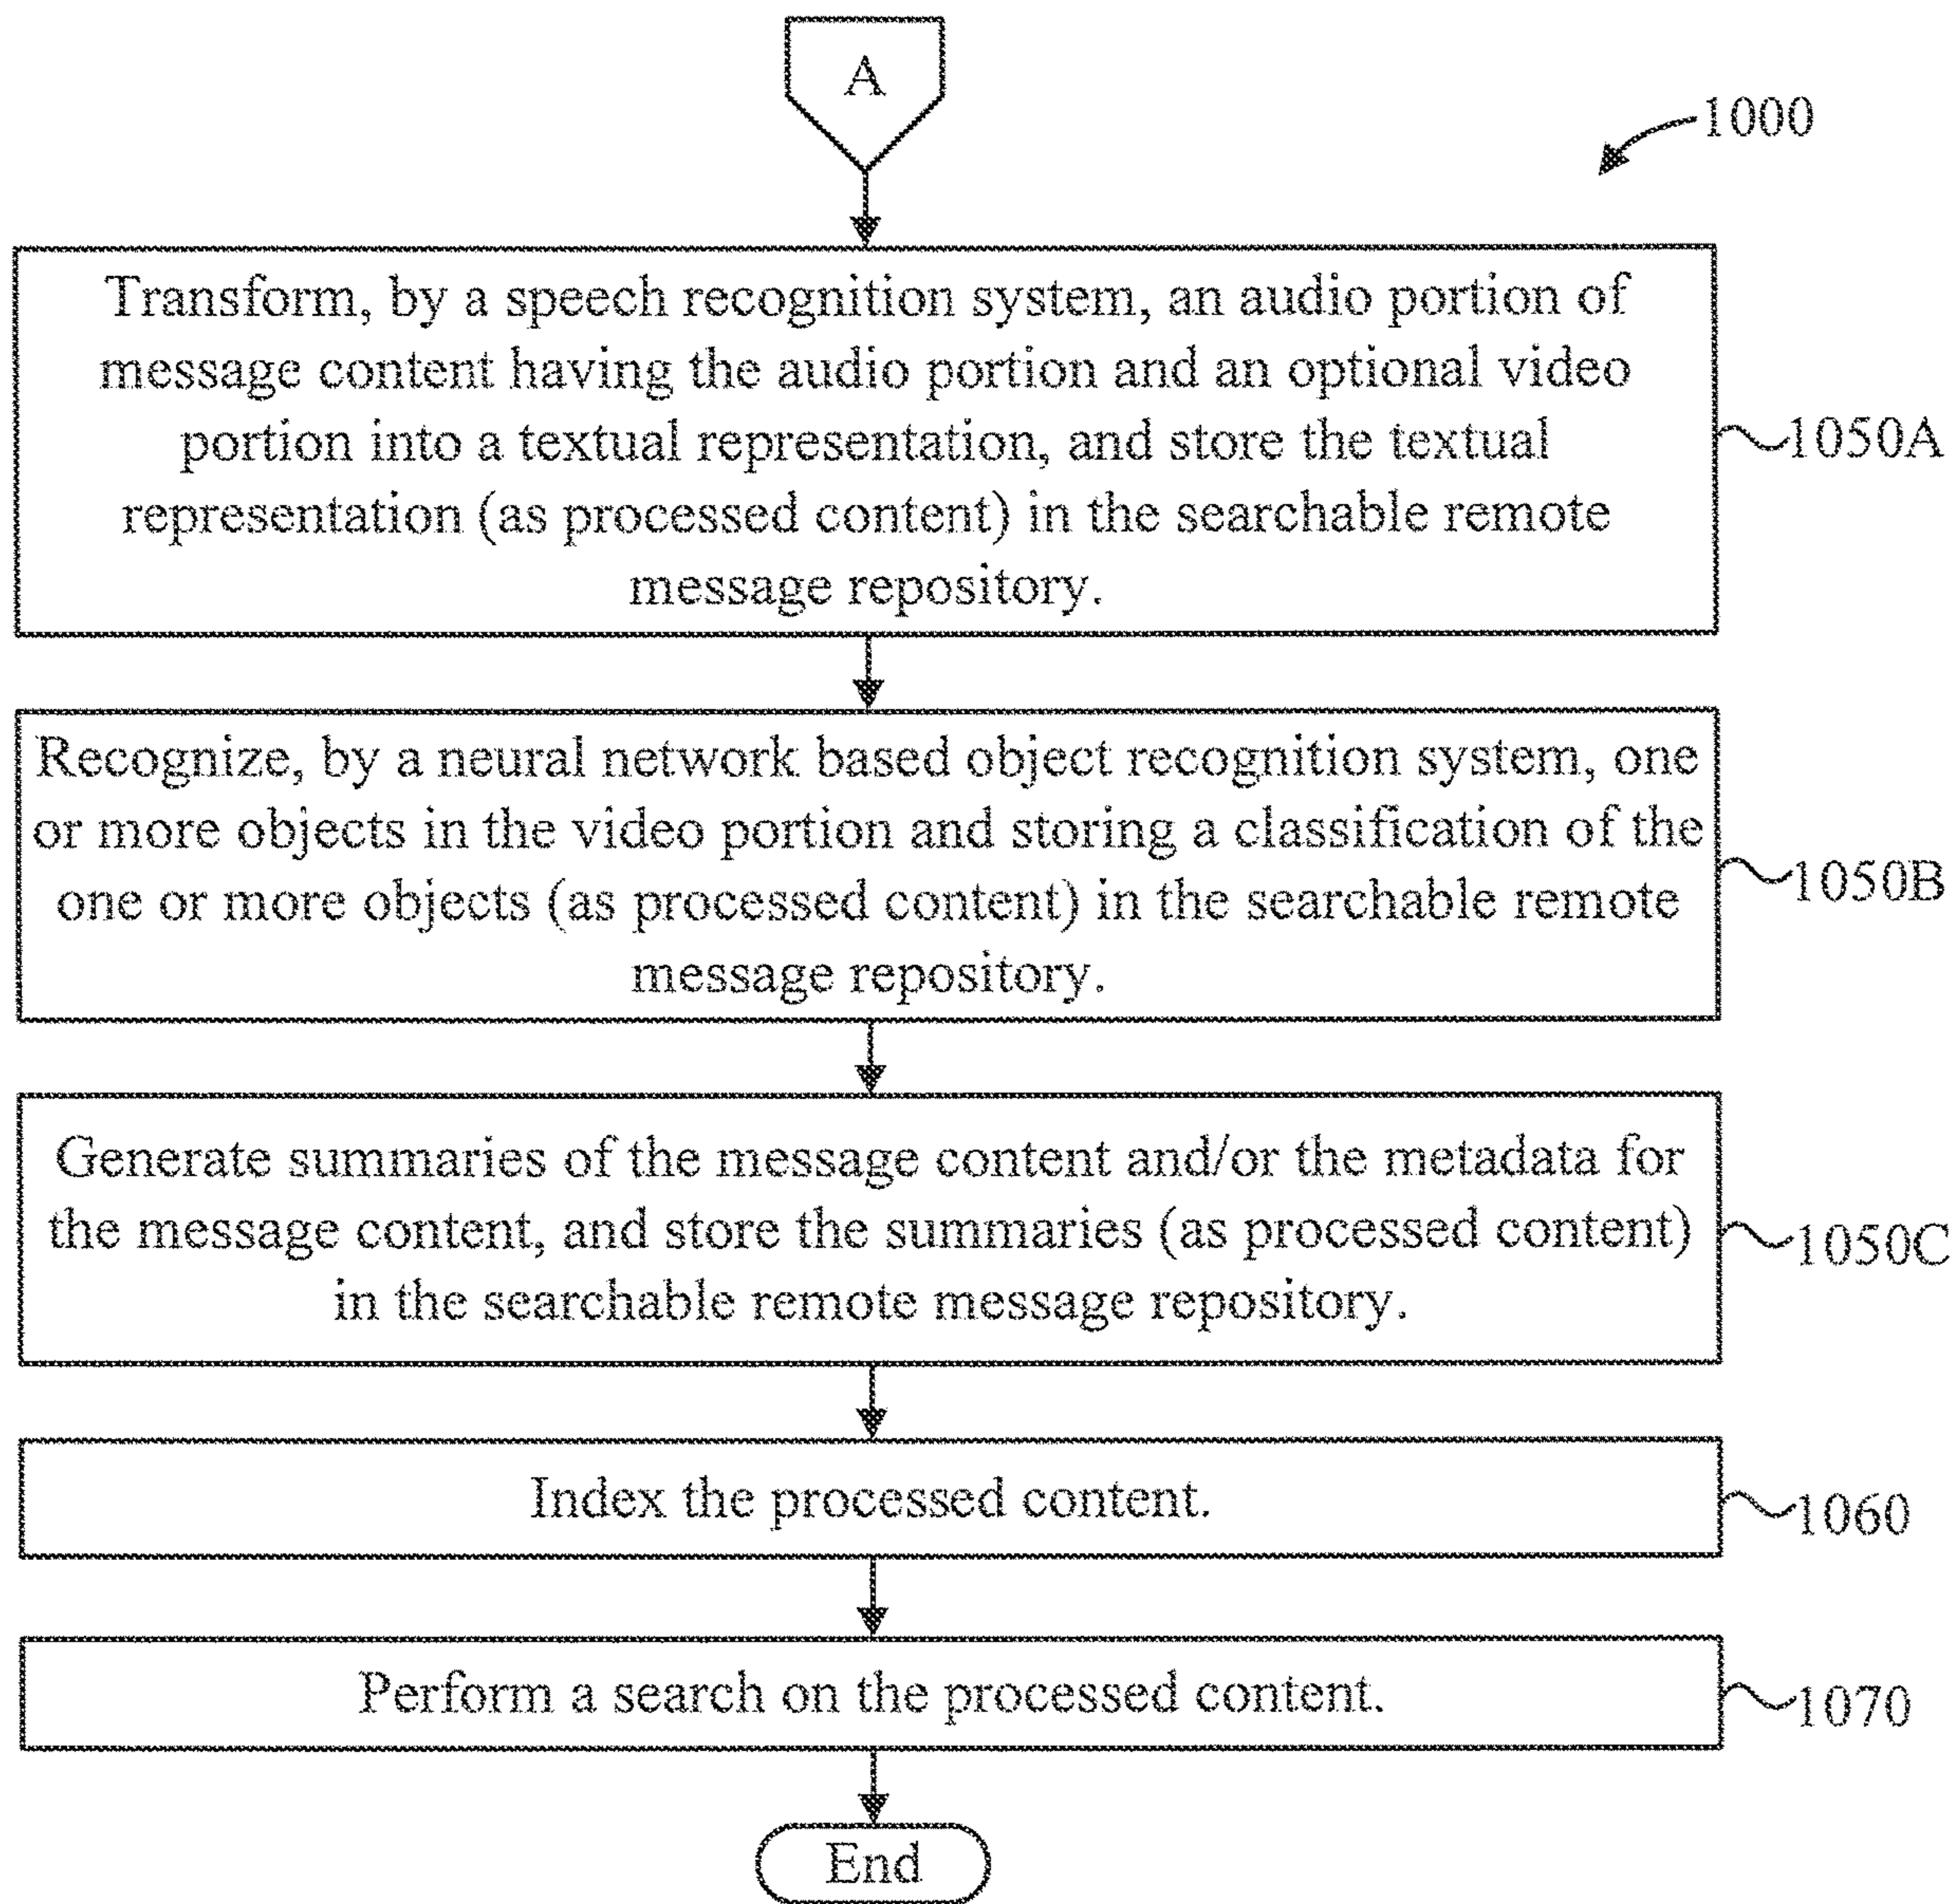 A
1000
Transform, by a speech recognition system, an audio portion of
message content having the audio portion and an optional video
portion into a textual representation, and store the textual
representation (as processed content) in the searchable remote
message repository.
1050A
Recognize, by a neural network based object recognition system, one
or more objects in the video portion and storing a classification of the
one or more objects (as processed content) in the searchable remote
message repository.
1050B
Generate summaries of the message content and/or the metadata for
the message content, and store the summaries (as processed content)
in the searchable remote message repository.
1050C
Index the processed content.
1060
Perform a search on the processed content.
1070
End